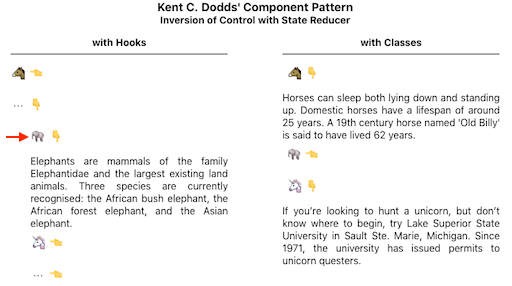 Kent C. Dodds' Component Pattern
Inversion of Control with State Reducer
with Hooks
...
Elephants are mammals of the family
Elephantidae and the largest existing land
animals. Three species are currently
recognised: the African bush elephant, the
African forest elephant, and the Asian
elephant.
...
with Classes
Horses can sleep both lying down and standing
up. Domestic horses have a lifespan of around
25 years. A 19th century horse named 'Old Billy'
is said to have lived 62 years.
If you're looking to hunt a unicorn, but don't
know where to begin, try Lake Superior State
University in Sault Ste. Marie, Michigan. Since
1971, the university has issued permits to
unicorn questers.